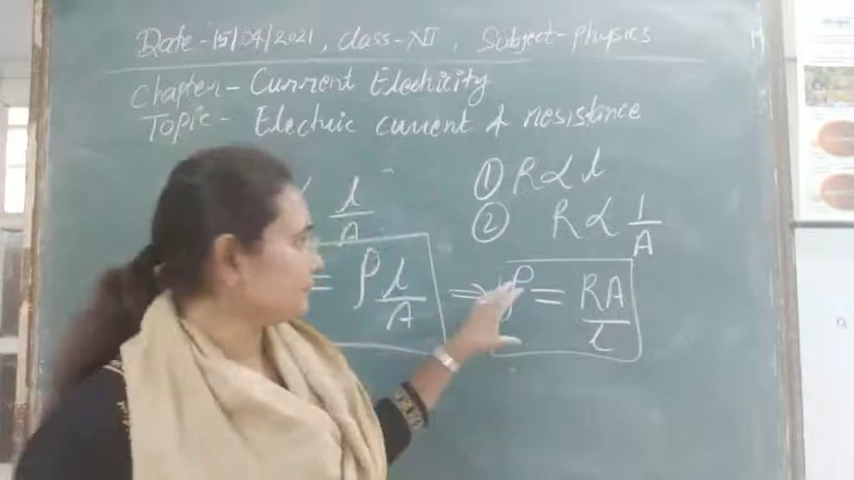 Date - 15/04/2021, class - XII, Subject - physics
Chapter - Current Electricity
Topic - Electric current & resistance
① R ∝ l
② R ∝ 1/A
l/A
= ρ l/A => ρ = RA/l